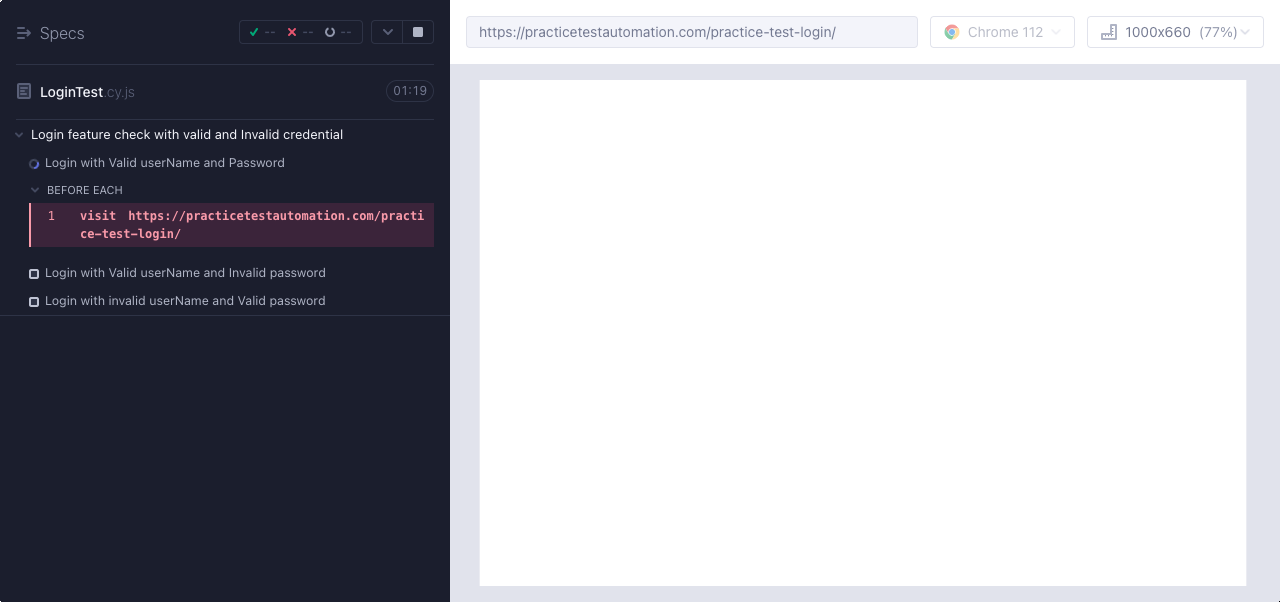 Specs
-- -- --
LoginTest.cy.js
01:19
Login feature check with valid and Invalid credential
Login with Valid userName and Password
BEFORE EACH
1 visit https://practicetestautomation.com/practi
ce-test-login/
Login with Valid userName and Invalid password
Login with invalid userName and Valid password
https://practicetestautomation.com/practice-test-login/
Chrome 112
1000x660 (77%)